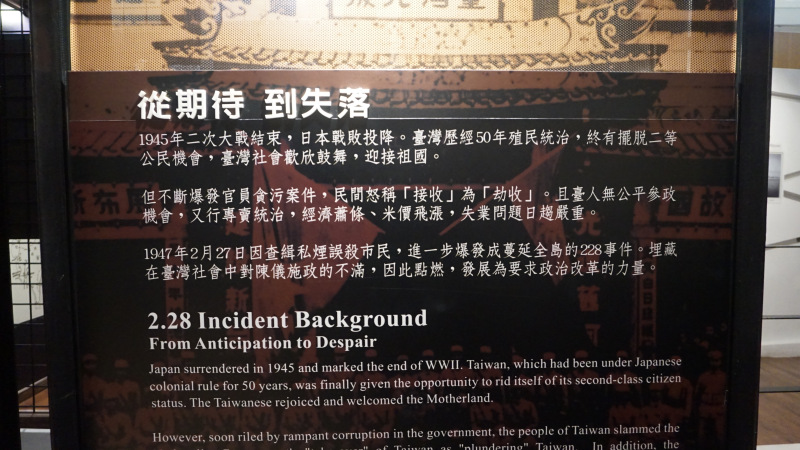 從期待 到失落
1945年二次大戰結束，日本戰敗投降。臺灣歷經50年殖民統治，終有擺脫二等
公民機會，臺灣社會歡欣鼓舞，迎接祖國。
但不斷爆發官員貪污案件，民間怒稱「接收」為「劫收」。且臺人無公平參政
機會，又行專賣統治，經濟蕭條、米價飛漲，失業問題日趨嚴重。
1947年2月27日因查緝私煙誤殺市民，進一步爆發成蔓延全島的228事件。埋藏
在臺灣社會中對陳儀施政的不滿，因此點燃，發展為要求政治改革的力量。
2.28 Incident Background
From Anticipation to Despair
Japan surrendered in 1945 and marked the end of WWII. Taiwan, which had been under Japanese
colonial rule for 50 years, was finally given the opportunity to rid itself of its second-class citizen
status. The Taiwanese rejoiced and welcomed the Motherland.
However, soon riled by rampant corruption in the government, the people of Taiwan slammed the
of Taiwan as "plundering" Taiwan. In addition, the